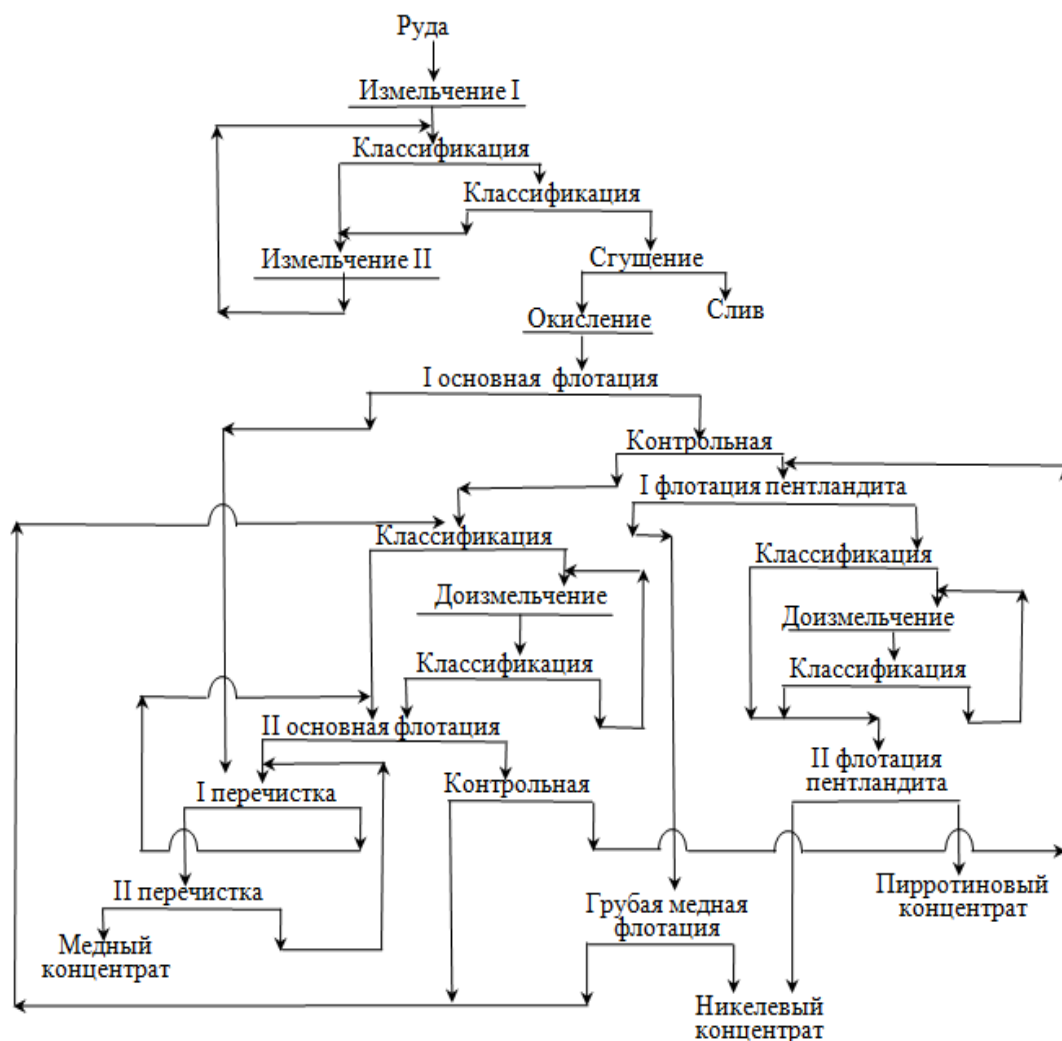 Руда
Измельчение I
Классификация
Классификация
Измельчение II
Сгущение
Слив
Окисление
I основная флотация
Контрольная
I флотация пентландита
Классификация
Классификация
Доизмельчение
Доизмельчение
Классификация
Классификация
II основная флотация
II флотация
пентландита
I перечистка
Контрольная
II перечистка
Грубая медная
флотация
Пирротиновый
концентрат
Медный
концентрат
Никелевый
концентрат